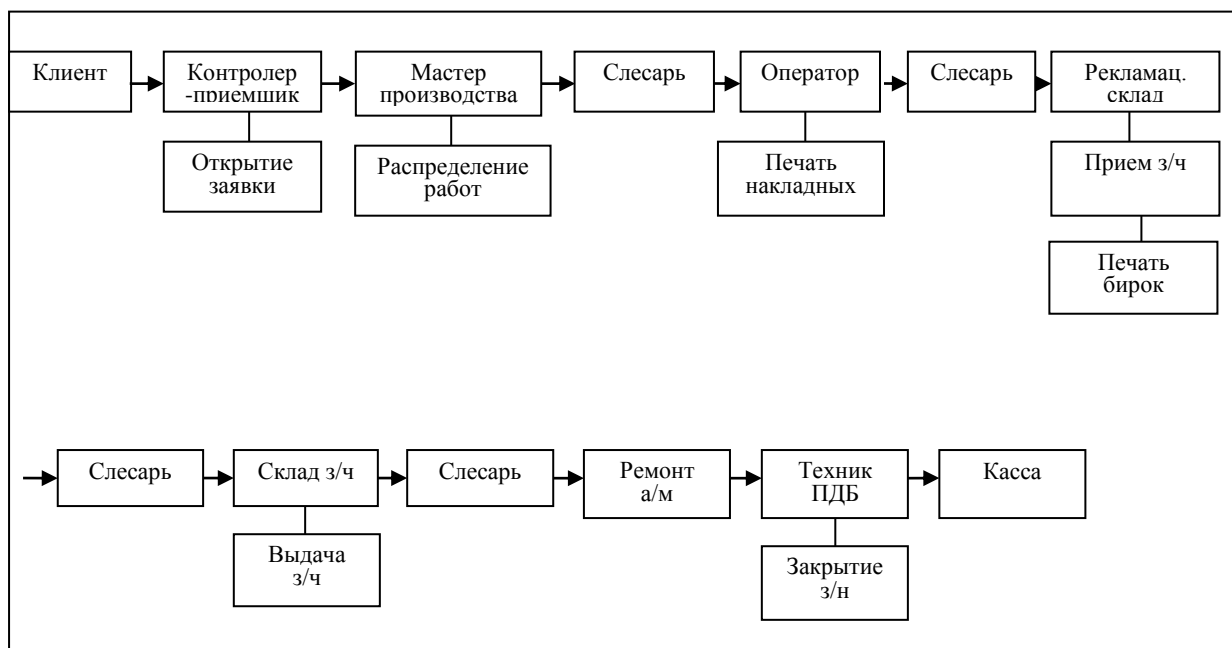 Клиент
Контролер
-приемщик
Мастер
производства
Слесарь
Оператор
Слесарь
Рекламац.
склад
Открытие
заявки
Распределение
работ
Печать
накладных
Прием з/ч
Печать
бирок
Слесарь
Склад з/ч
Слесарь
Ремонт
а/м
Техник
ПДБ
Касса
Выдача
з/ч
Закрытие
з/н